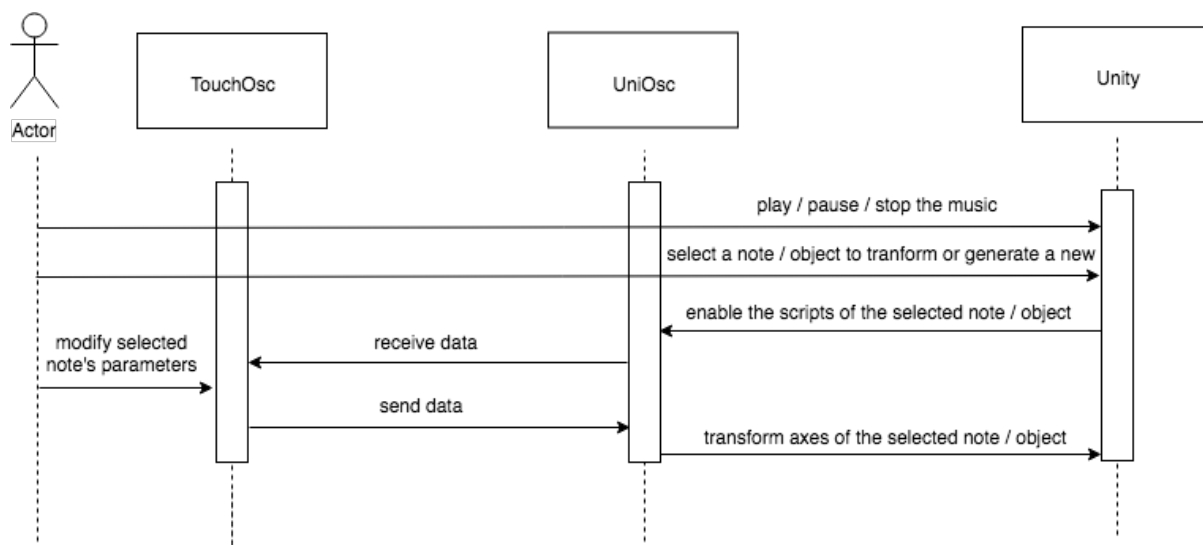 TouchOsc
UniOsc
Unity
Actor
play / pause / stop the music
select a note / object to tranform or generate a new
enable the scripts of the selected note / object
modify selected
note's parameters
receive data
send data
transform axes of the selected note / object